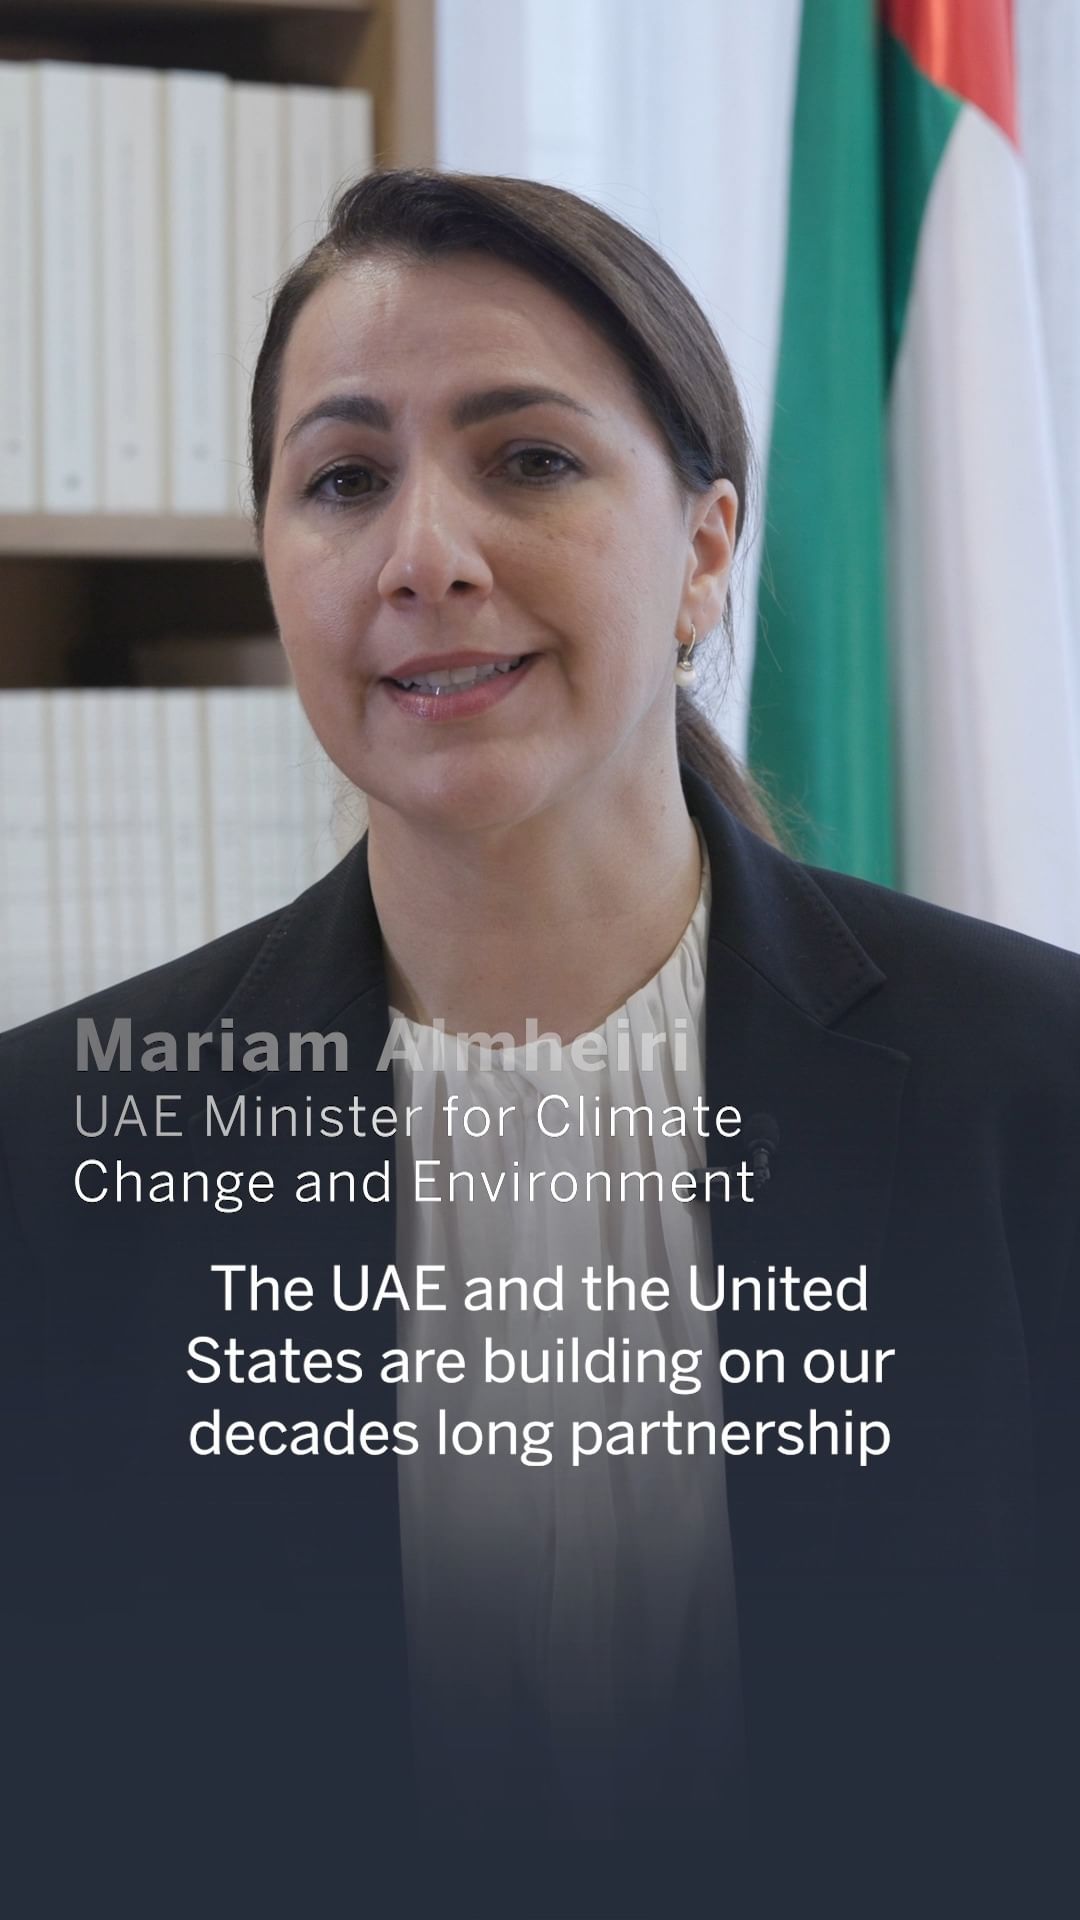 Mariam Almheiri
UAE Minister for Climate
Change and Environment
The UAE and the United
States are building on our
decades long partnership